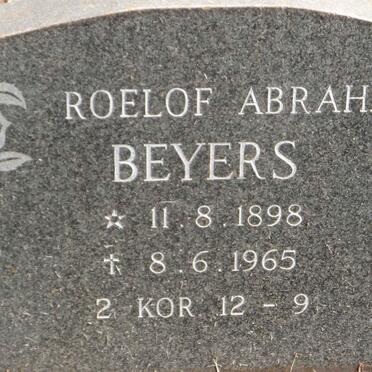 ROELOF ABRAH
BEYERS
☆ 11.8.1898
† 8.6.1965
2 KOR 12 - 9